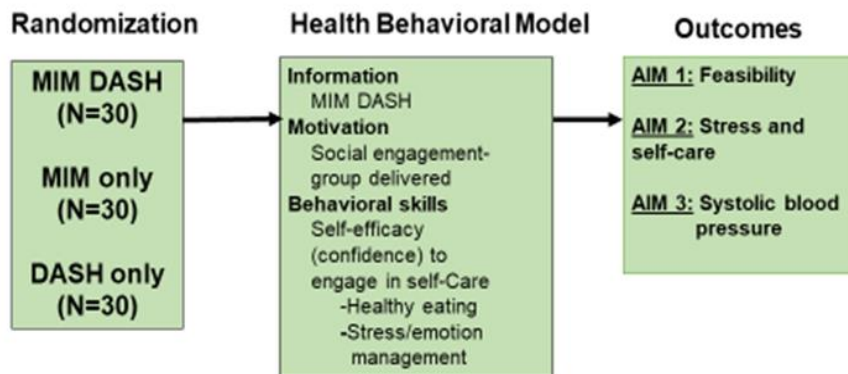 Randomization
MIM DASH
(N=30)
MIM only
(N=30)
DASH only
(N=30)
Health Behavioral Model
Information
MIM DASH
Motivation
Social engagement-
group delivered
Behavioral skills
Self-efficacy
(confidence) to
engage in self-Care
-Healthy eating
-Stress/emotion
management
Outcomes
AIM 1: Feasibility
AIM 2: Stress and
self-care
AIM 3: Systolic blood
pressure